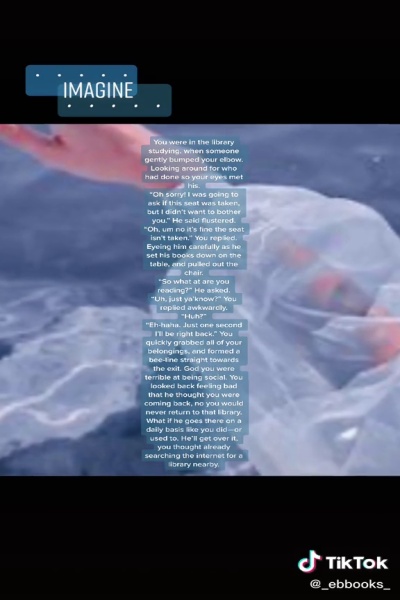 IMAGINE
You were in the library
studying, when someone
gently bumped your elbow.
Looking around for who
had done so your eyes met
his.
"Oh sorry! I was going to
ask if this seat was taken,
but I didn't want to bother
you." He said flustered.
"Oh, um no it's fine the seat
isn't taken." You replied.
Eyeing him carefully as he
set his books down on the
table, and pulled out the
chair.
"So what at are you
reading?" He asked.
"Uh, just ya'know?" You
replied awkwardly.
"Huh?"
"Eh-haha. Just one second
I'll be right back." You
quickly grabbed all of your
belongings, and formed a
bee-line straight towards
the exit. God you were
terrible at being social. You
looked back feeling bad
that he thought you were
coming back, no you would
never return to that library.
What if he goes there on a
daily basis like you did—or
used to. He'll get over it,
you thought already
searching the internet for a
library nearby.
TikTok
@_ebbooks_